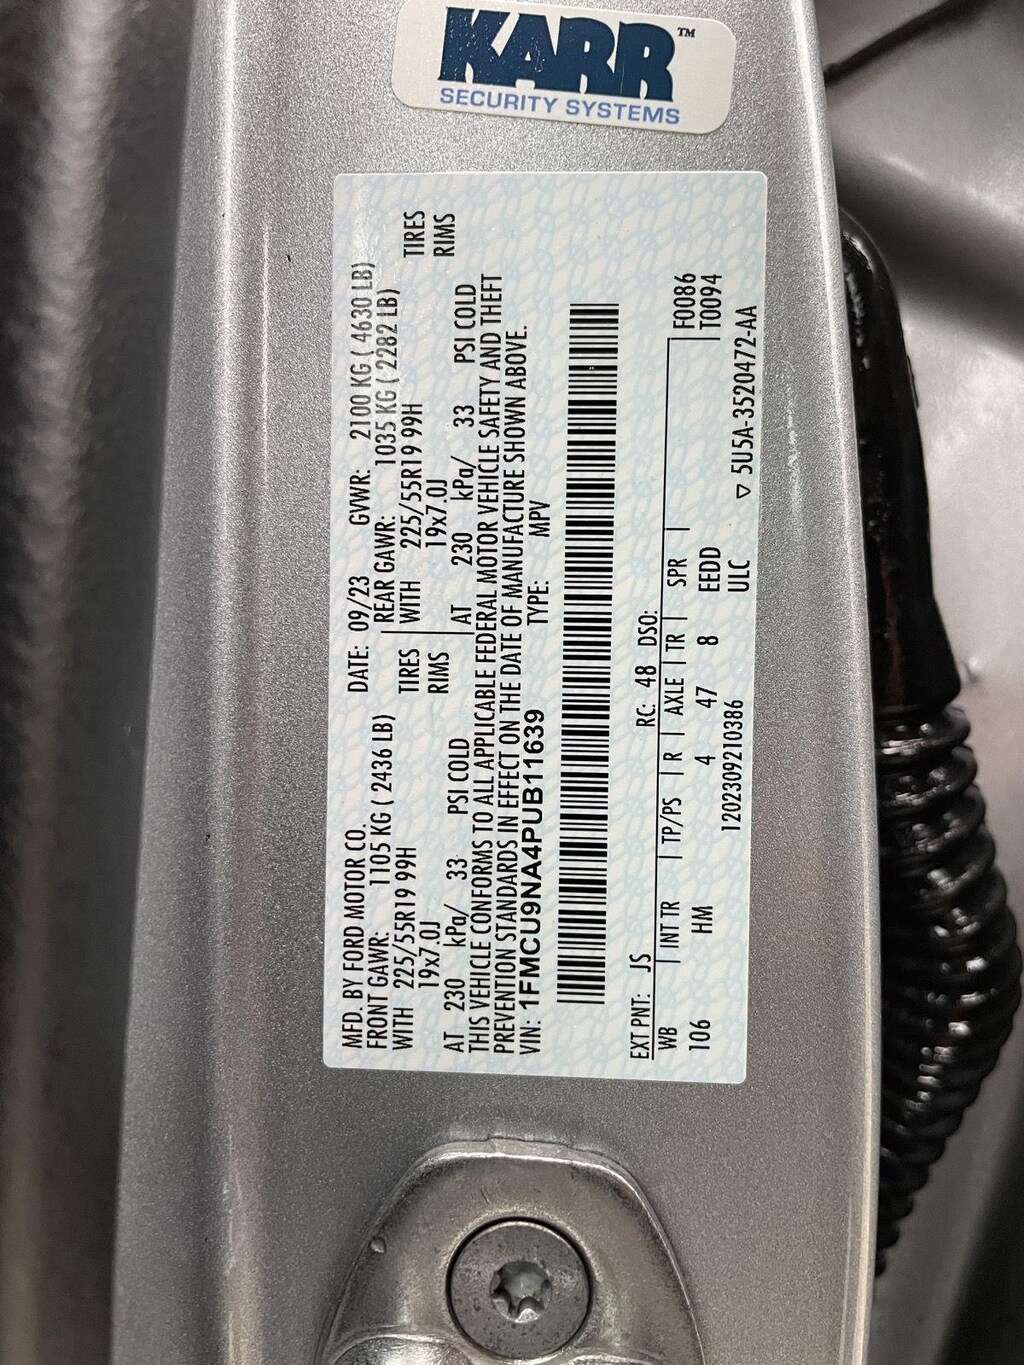 KARR™
SECURITY SYSTEMS
MFD. BY FORD MOTOR CO. DATE: 09/23 GVWR: 2100 KG ( 4630 LB)
FRONT GAWR: 1105 KG ( 2436 LB) REAR GAWR: 1035 KG ( 2282 LB)
WITH 225/55R19 99H TIRES WITH 225/55R19 99H TIRES
19x7.0J RIMS 19x7.0J RIMS
AT 230 kPa/ 33 PSI COLD AT 230 kPa/ 33 PSI COLD
THIS VEHICLE CONFORMS TO ALL APPLICABLE FEDERAL MOTOR VEHICLE SAFETY AND THEFT
PREVENTION STANDARDS IN EFFECT ON THE DATE OF MANUFACTURE SHOWN ABOVE.
VIN: 1FMCU9NA4PUB11639 TYPE: MPV
EXT PNT: JS RC: 48 DSO: F0086
WB INT TR TP/PS R AXLE TR SPR T0094
106 HM 4 47 8 EEDD
1202309210386 ULC ▽ 5U5A-3520472-AA